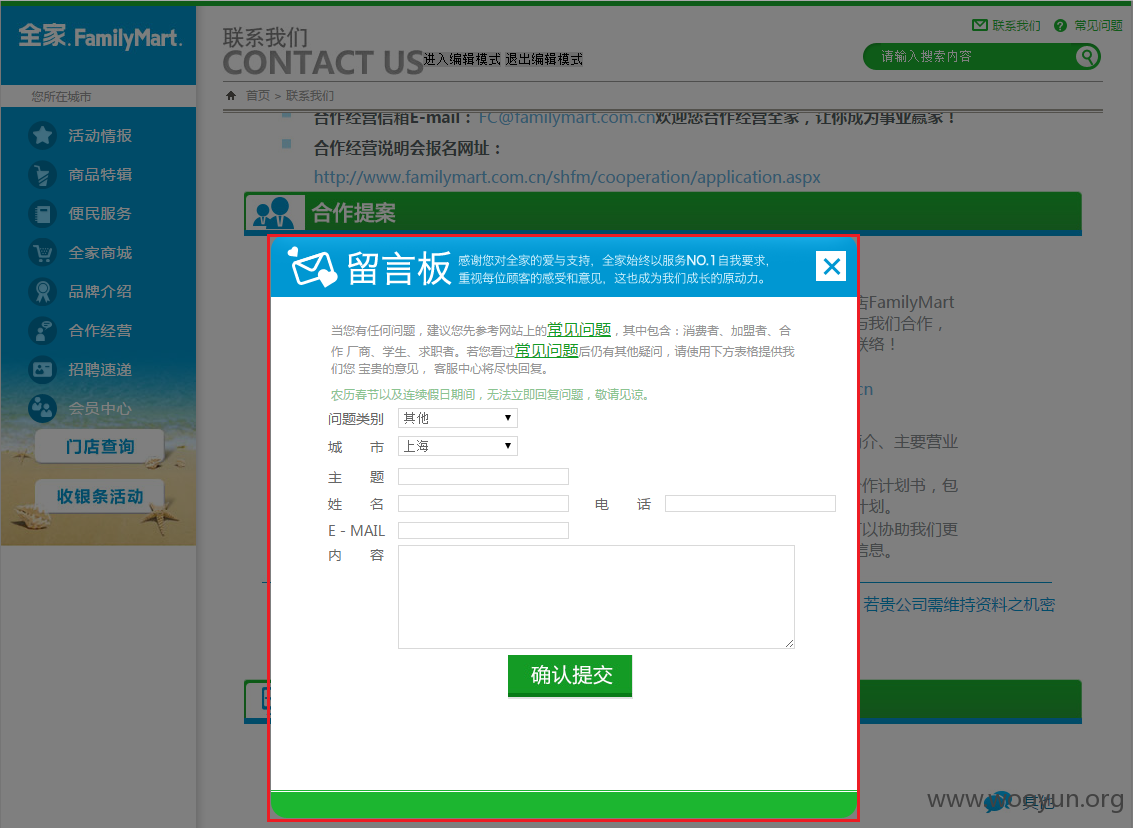 全家.FamilyMart.
您所在城市
活动情报
商品特辑
便民服务
全家商城
品牌介绍
合作经营
招聘速递
会员中心
门店查询
收银条活动
联系我们 常见问题
联系我们
CONTACT US 进入编辑模式 退出编辑模式
请输入搜索内容
首页 > 联系我们
合作经营信箱E-mail： FC@familymart.com.cn欢迎您合作经营全家，让你成为事业赢家！
合作经营说明会报名网址：
http://www.familymart.com.cn/shfm/cooperation/application.aspx
合作提案
留言板
感谢您对全家的爱与支持，全家始终以服务NO.1自我要求，
重视每位顾客的感受和意见，这也成为我们成长的原动力。
当您有任何问题，建议您先参考网站上的常见问题，其中包含：消费者、加盟者、合
作 厂商、学生、求职者。若您看过常见问题后仍有其他疑问，请使用下方表格提供我
们您 宝贵的意见， 客服中心将尽快回复。
农历春节以及连续假日期间，无法立即回复问题，敬请见谅。
问题类别 其他
城 市 上海
主 题
姓 名 电 话
E - MAIL
内 容
确认提交
店FamilyMart
与我们合作，
联络！
cn
介、主要营业
作计划书，包
计划。
以协助我们更
信息。
若贵公司需维持资料之机密
其他
www.wooyun.org